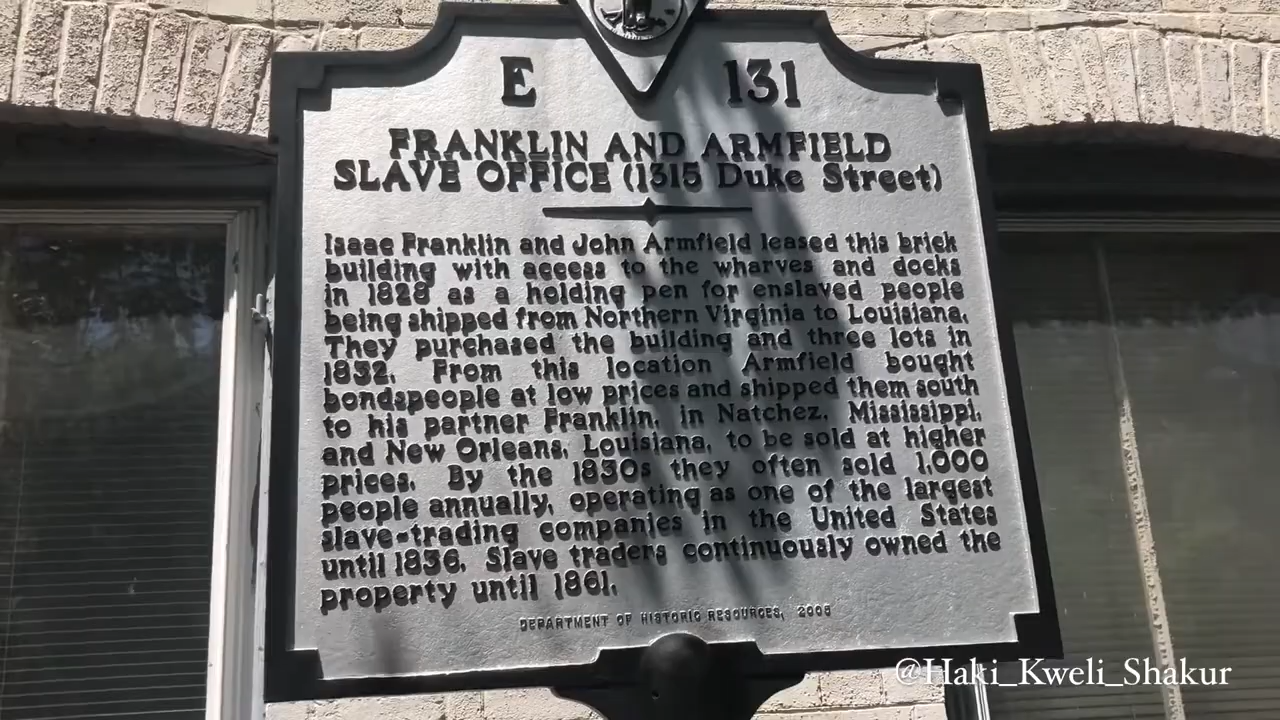 E 131
FRANKLIN AND ARMFIELD
SLAVE OFFICE (1315 Duke Street)
Isaac Franklin and John Armfield leased this brick
building with access to the wharves and docks
in 1828 as a holding pen for enslaved people
being shipped from Northern Virginia to Louisiana.
They purchased the building and three lots in
1832. From this location Armfield bought
bondspeople at low prices and shipped them south
to his partner Franklin, in Natchez, Mississippi,
and New Orleans, Louisiana, to be sold at higher
prices. By the 1830s they often sold 1,000
people annually, operating as one of the largest
slave-trading companies in the United States
until 1836. Slave traders continuously owned the
property until 1861.
DEPARTMENT OF HISTORIC RESOURCES, 2005
@Haki_Kweli_Shakur